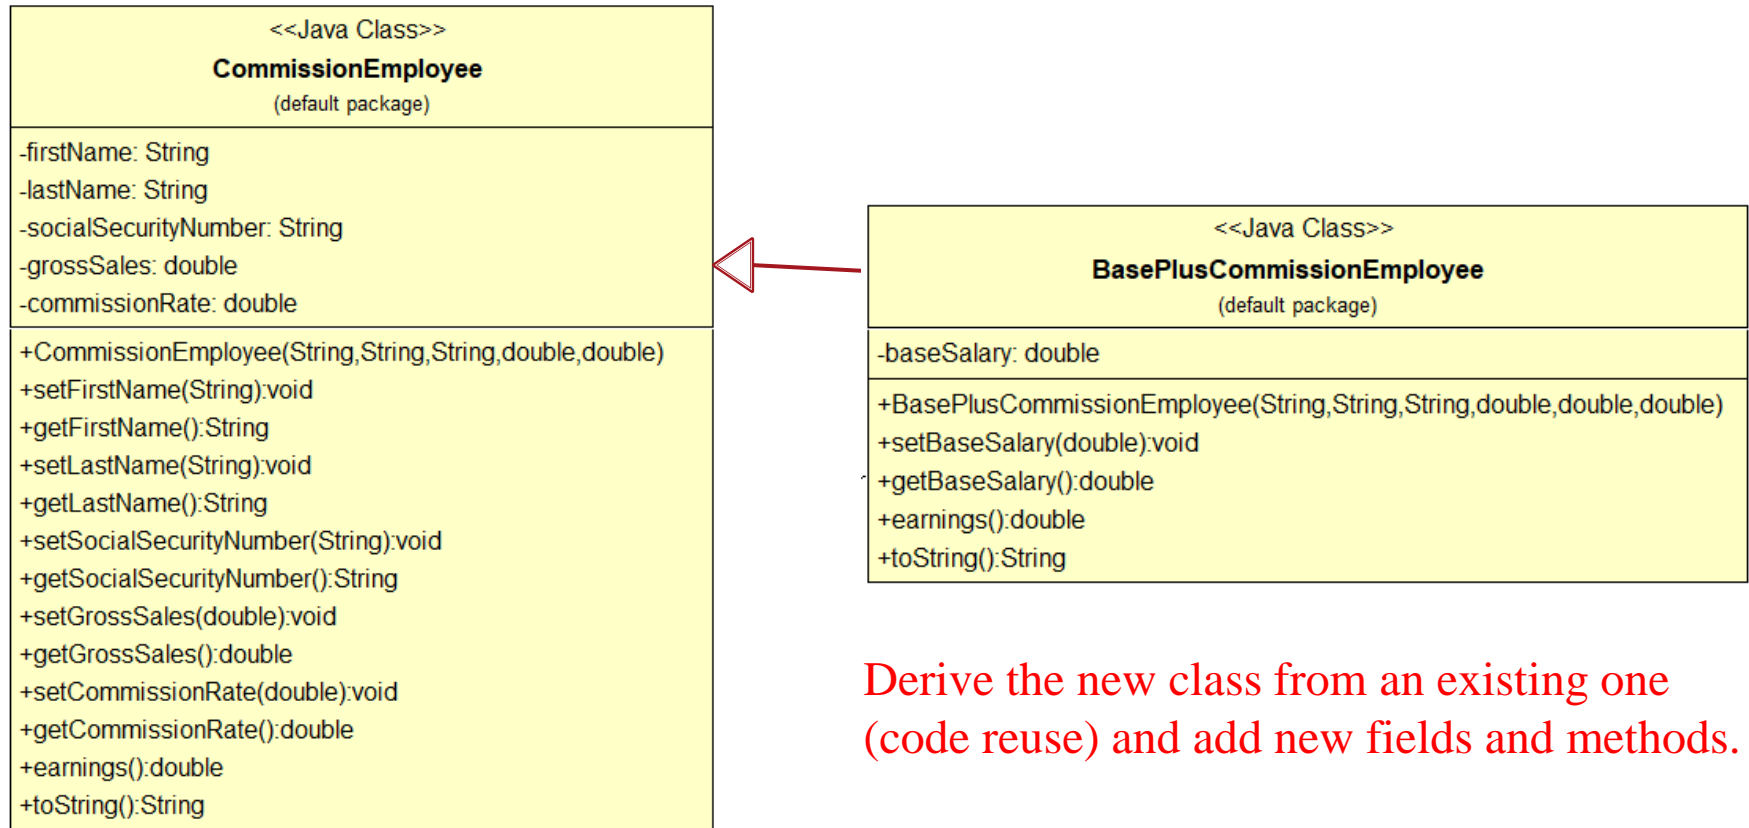 <<Java Class>>
CommissionEmployee
(default package)
-firstName: String
-lastName: String
-socialSecurityNumber: String
-grossSales: double
-commissionRate: double
+CommissionEmployee(String,String,String,double,double)
+setFirstName(String):void
+getFirstName():String
+setLastName(String):void
+getLastName():String
+setSocialSecurityNumber(String):void
+getSocialSecurityNumber():String
+setGrossSales(double):void
+getGrossSales():double
+setCommissionRate(double):void
+getCommissionRate():double
+earnings():double
+toString():String
<<Java Class>>
BasePlusCommissionEmployee
(default package)
-baseSalary: double
+BasePlusCommissionEmployee(String,String,String,double,double,double)
+setBaseSalary(double):void
+getBaseSalary():double
+earnings():double
+toString():String
Derive the new class from an existing one
(code reuse) and add new fields and methods.